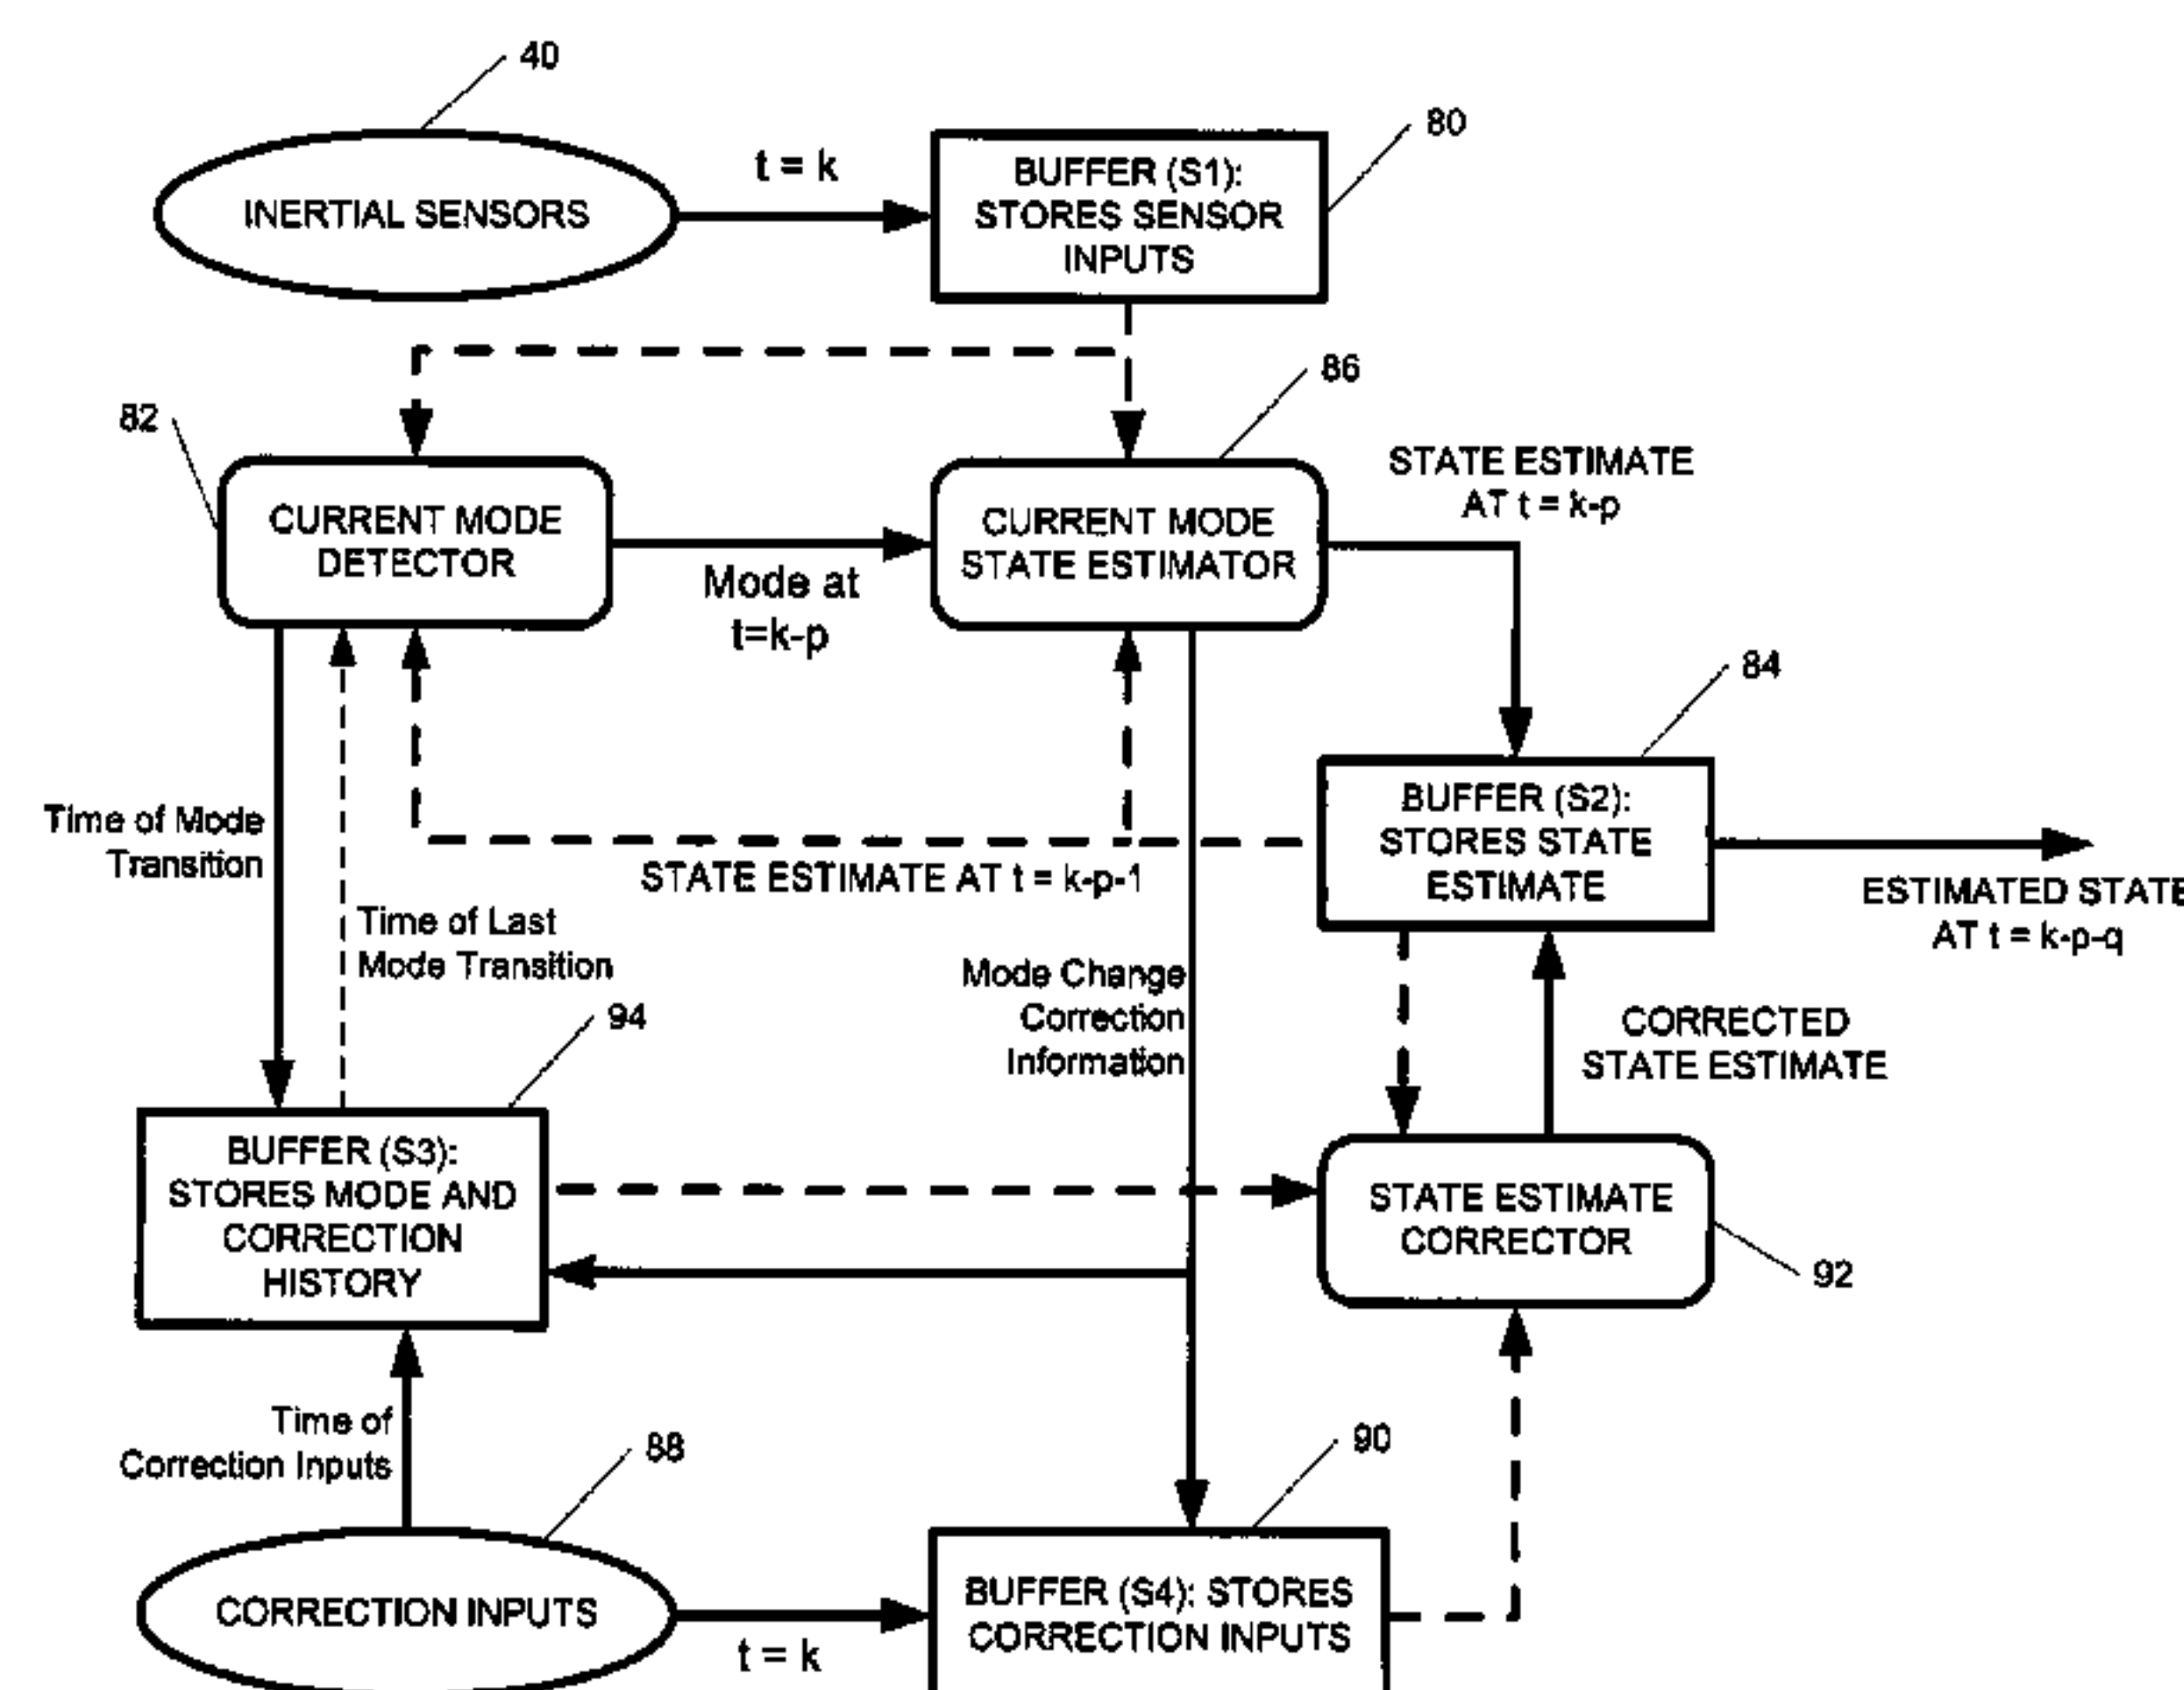 40
80
t = k
INERTIAL SENSORS
BUFFER (S1):
STORES SENSOR
INPUTS
82
86
CURRENT MODE
DETECTOR
Mode at
t=k-p
CURRENT MODE
STATE ESTIMATOR
STATE ESTIMATE
AT t = k-p
84
Time of Mode
Transition
STATE ESTIMATE AT t = k-p-1
BUFFER (S2):
STORES STATE
ESTIMATE
ESTIMATED STATE
AT t = k-p-q
Time of Last
Mode Transition
Mode Change
Correction
Information
CORRECTED
STATE ESTIMATE
94
BUFFER (S3):
STORES MODE AND
CORRECTION
HISTORY
STATE ESTIMATE
CORRECTOR
92
Time of
Correction Inputs
88
90
CORRECTION INPUTS
t = k
BUFFER (S4): STORES
CORRECTION INPUTS